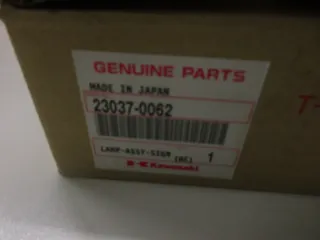 GENUINE PARTS
MADE IN JAPAN
23037-0062
LAMP-ASSY-SIGN
1
Kawasaki
T-